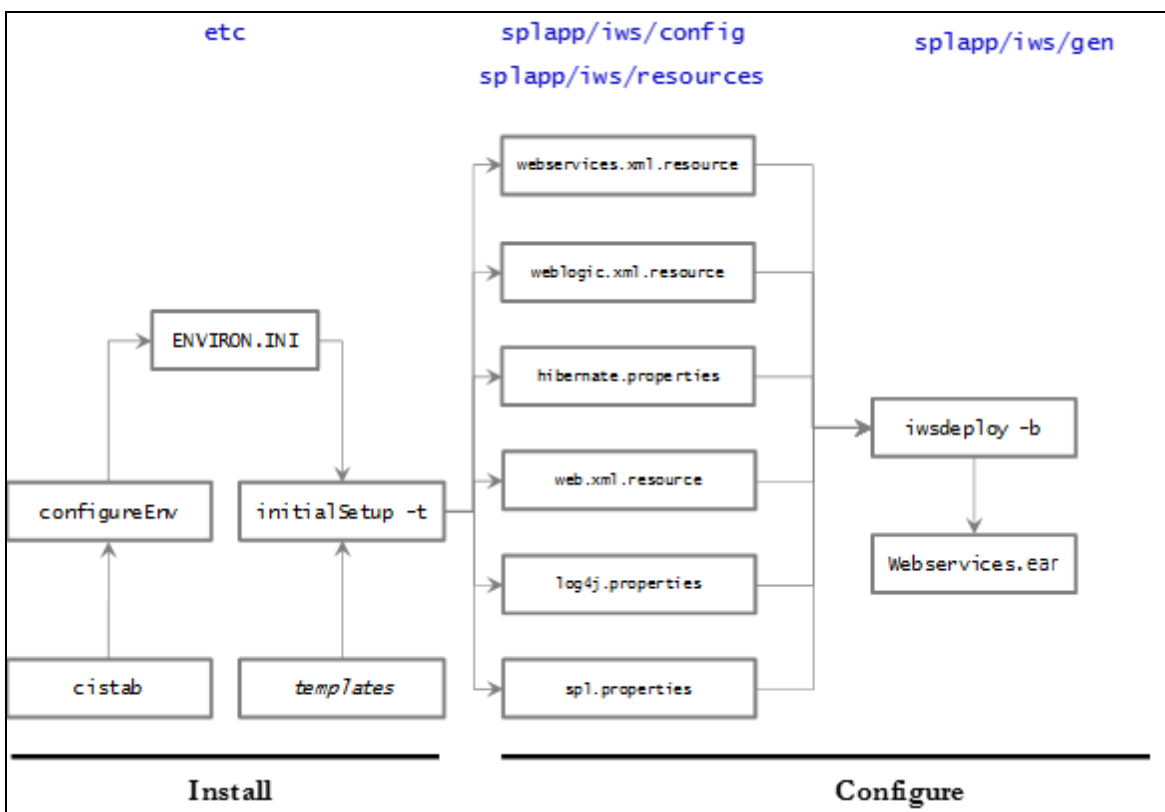 etc
splapp/iws/config
splapp/iws/resources
splapp/iws/gen
webservices.xml.resource
weblogic.xml.resource
ENVIRON.INI
hibernate.properties
iwsdeploy -b
web.xml.resource
configureEnv
initialSetup -t
Webservices.ear
log4j.properties
cistab
templates
spl.properties
Install
Configure